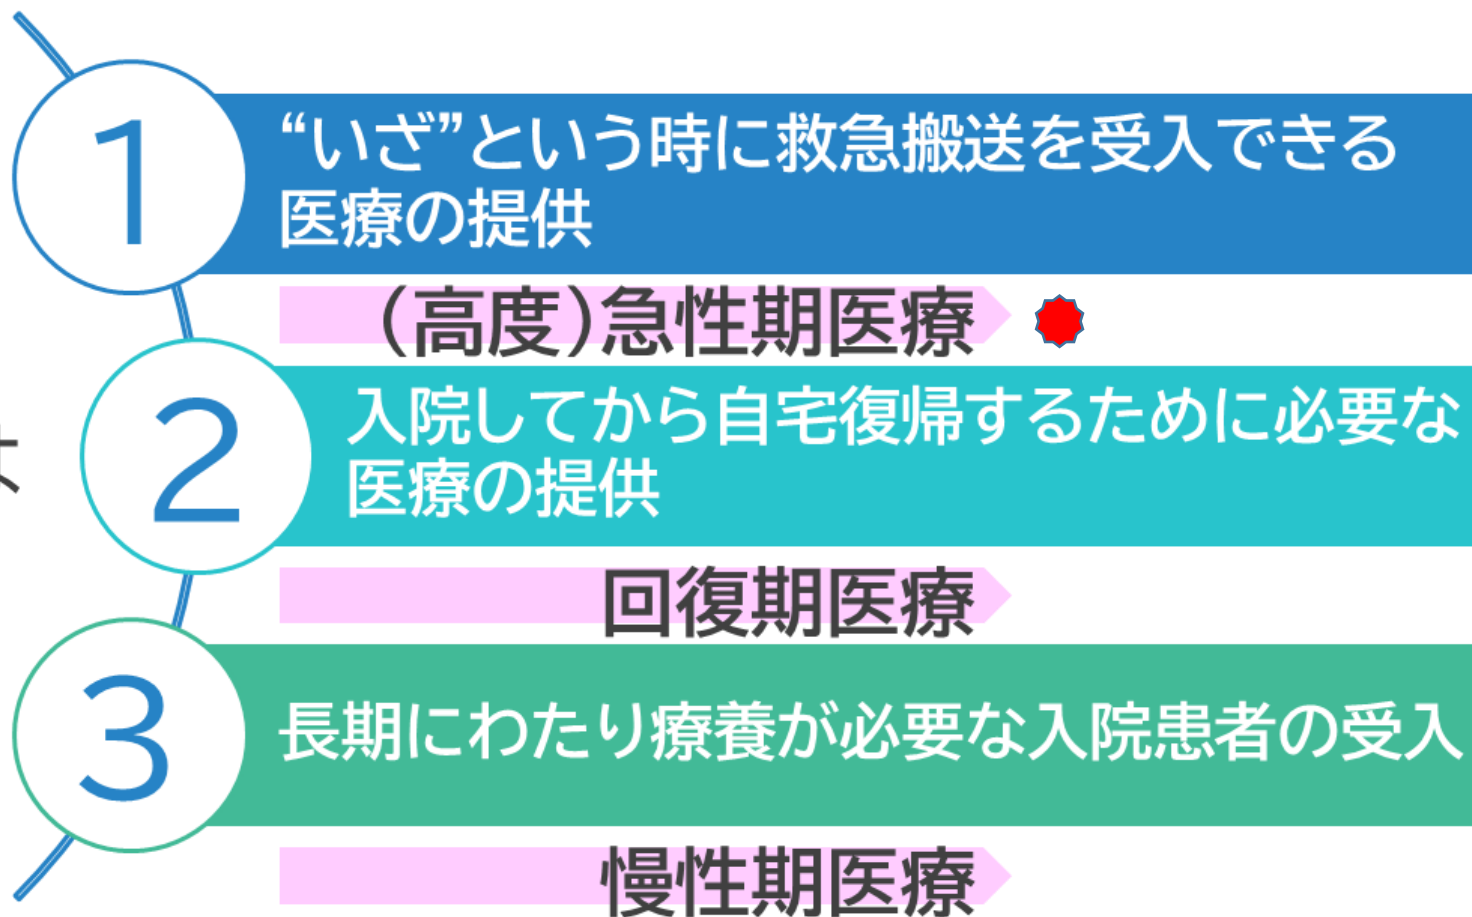 1
“いざ”という時に救急搬送を受入できる
医療の提供
（高度）急性期医療
2
入院してから自宅復帰するために必要な
医療の提供
回復期医療
3
長期にわたり療養が必要な入院患者の受入
慢性期医療